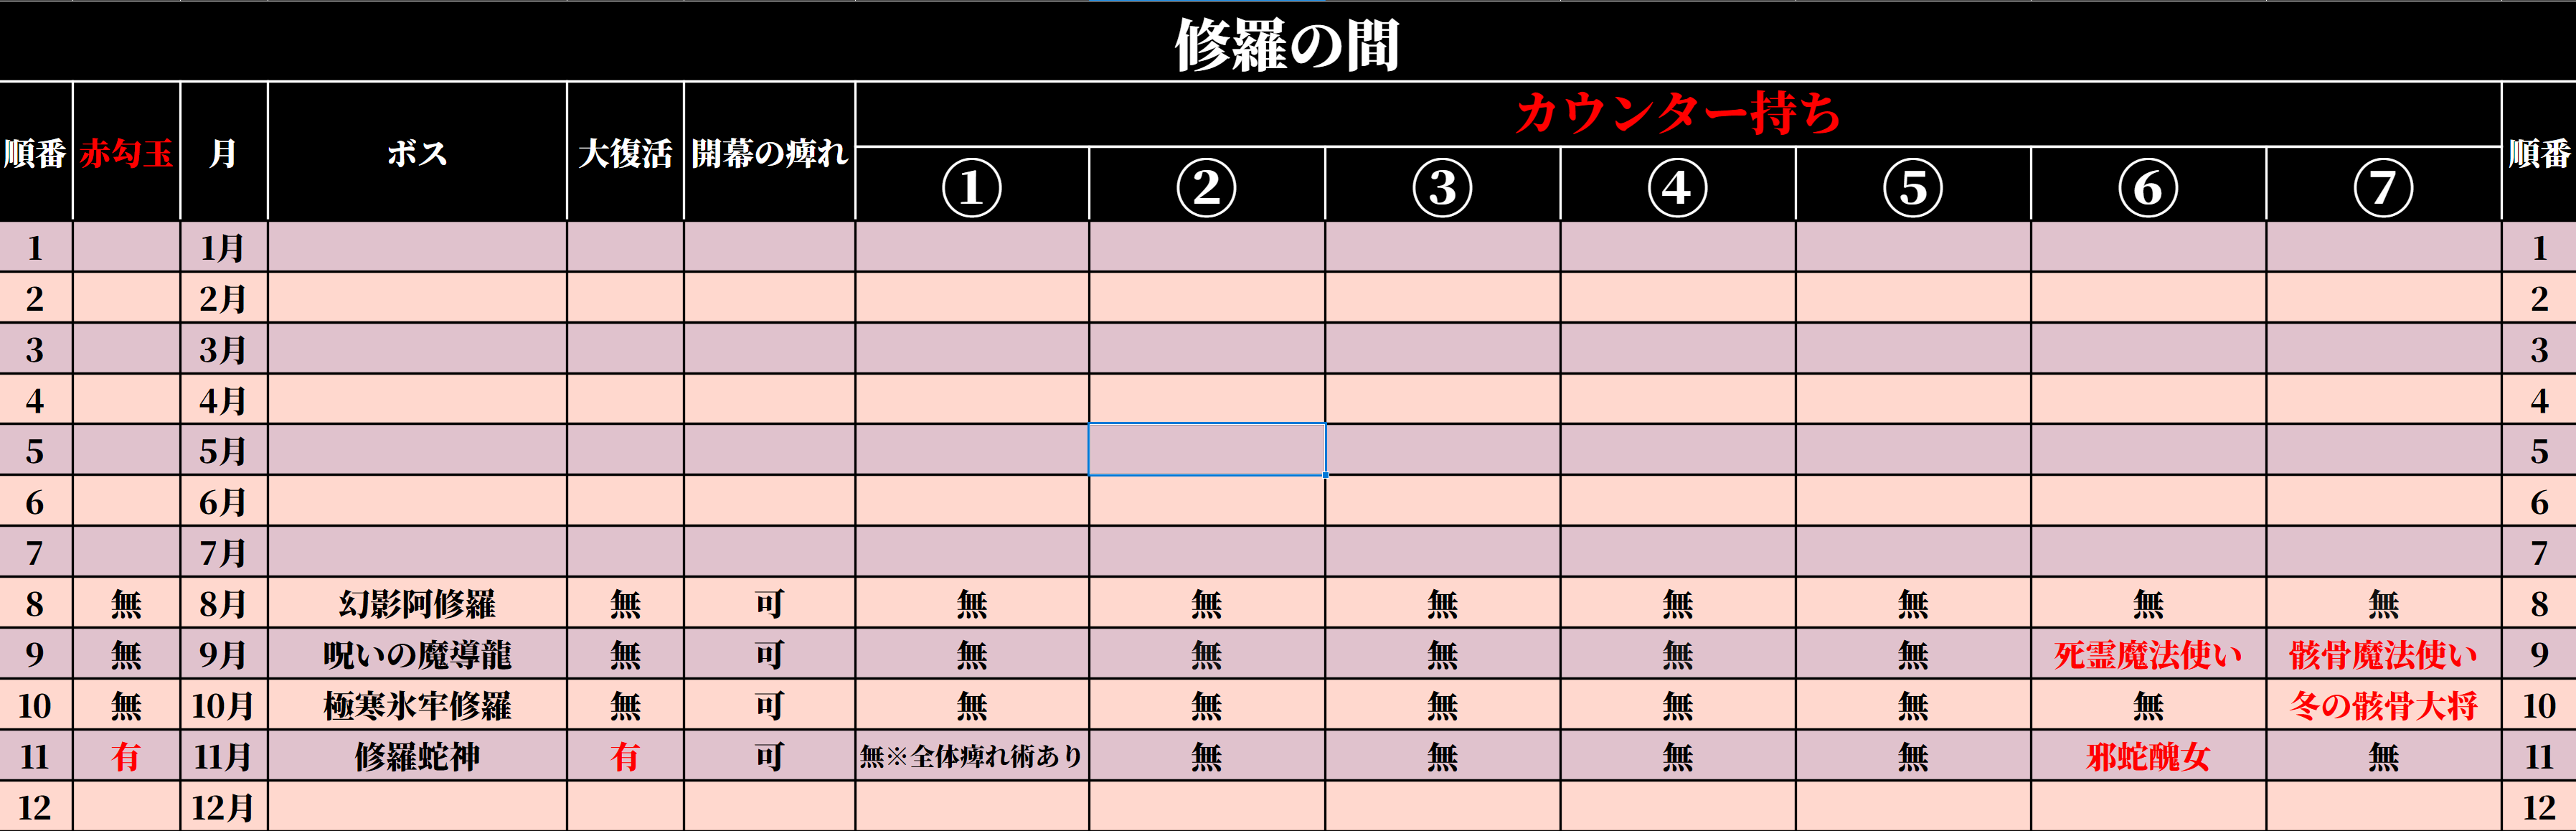 修羅の間
順番 赤勾玉 月 ボス 大復活 開幕の痺れ カウンター持ち 順番
① ② ③ ④ ⑤ ⑥ ⑦
1 1月 1
2 2月 2
3 3月 3
4 4月 4
5 5月 5
6 6月 6
7 7月 7
8 無 8月 幻影阿修羅 無 可 無 無 無 無 無 無 無 8
9 無 9月 呪いの魔導龍 無 可 無 無 無 無 無 死霊魔法使い 骸骨魔法使い 9
10 無 10月 極寒氷牢修羅 無 可 無 無 無 無 無 無 冬の骸骨大将 10
11 有 11月 修羅蛇神 有 可 無※全体痺れ術あり 無 無 無 無 邪蛇醜女 無 11
12 12月 12